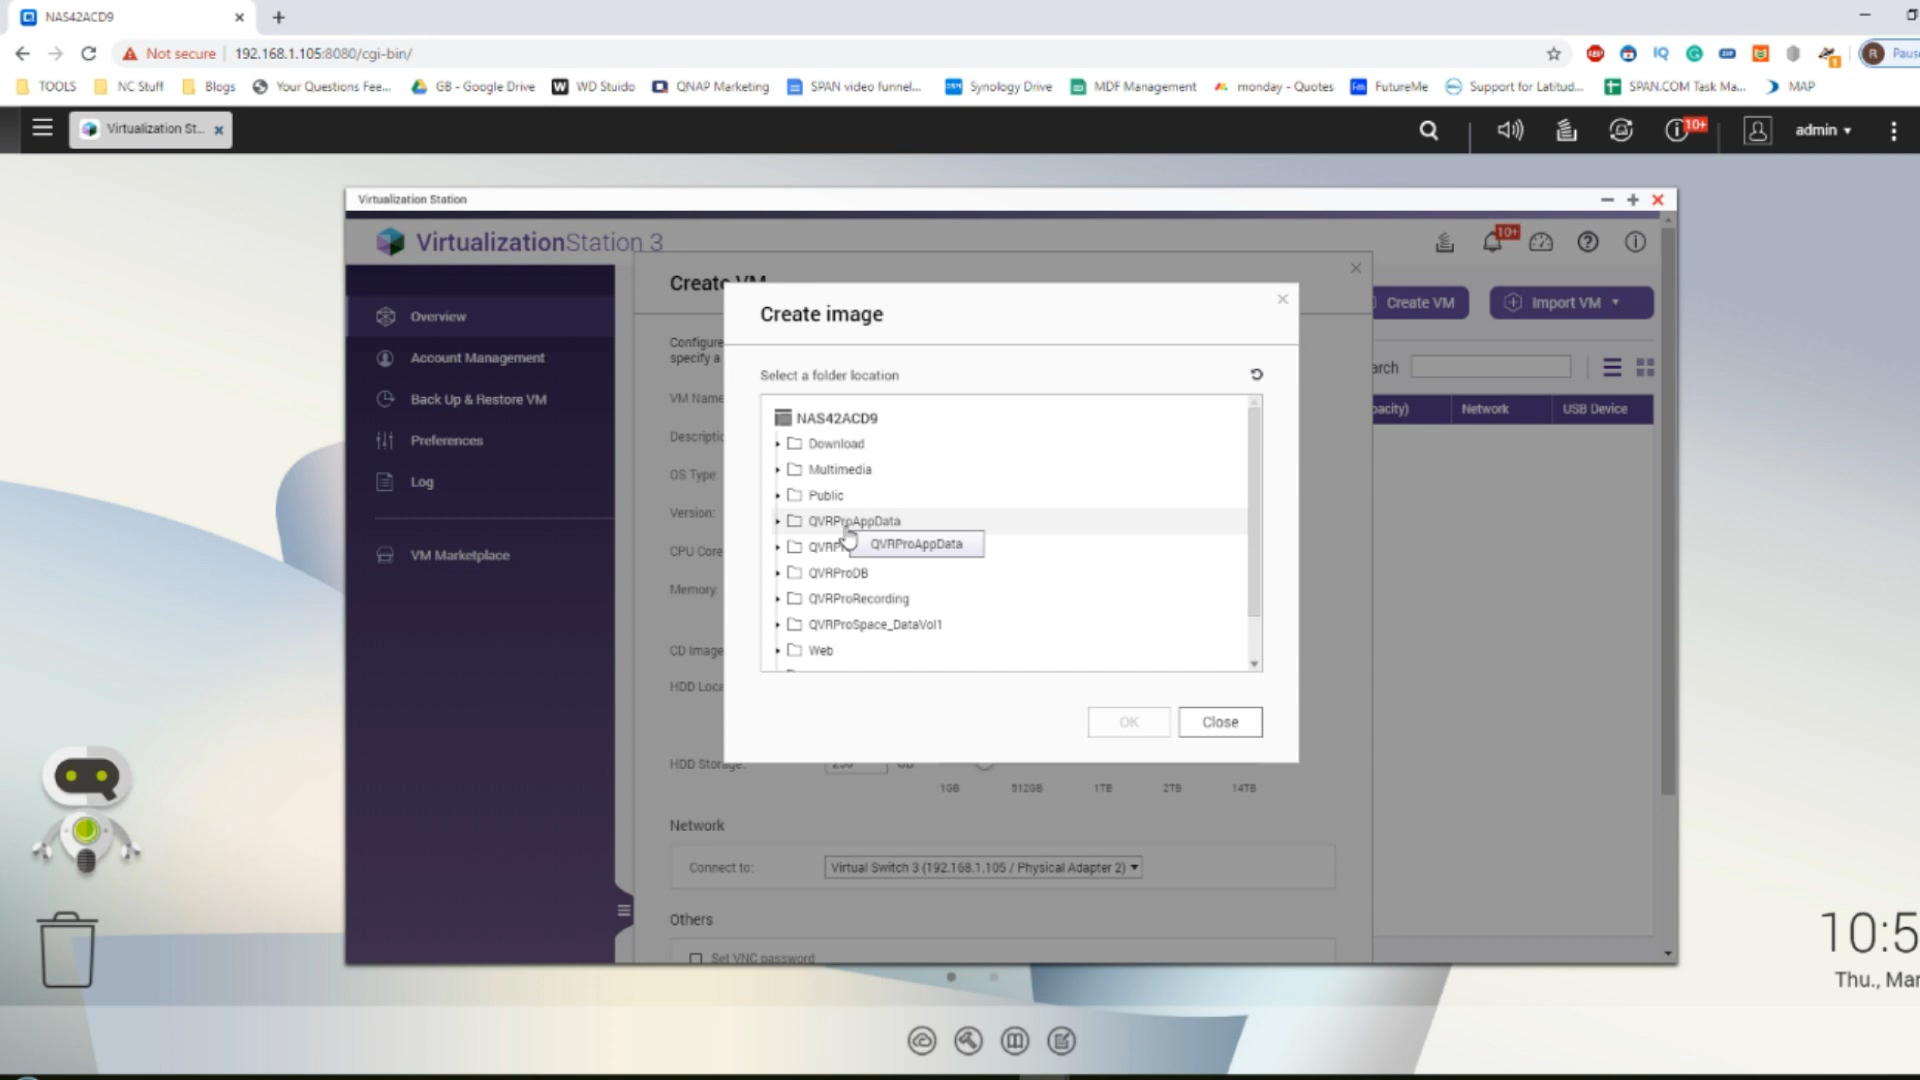 NAS42ACD9
Not secure
192.168.1.105:8080/cgi-bin/
Paus
TOOLS
NC Stuff
Blogs
Your Questions Fee...
GB - Google Drive
WD Stuido
QNAP Marketing
SPAN video funnel...
Synology Drive
MDF Management
monday - Quotes
FutureMe
Support for Latitud...
SPAN.COM Task Ma...
MAP
Virtualization St...
10+
admin
Virtualization Station
VirtualizationStation 3
10+
Overview
Account Management
Back Up & Restore VM
Preferences
Log
VM Marketplace
Create VM
Create VM
Import VM
Configure
specify a
VM Name
Descriptio
OS Type:
Version:
CPU Core
Memory:
CD Image
HDD Loca
HDD Storage:
GB
1GB
512GB
1TB
2TB
14TB
arch
pacity)
Network
USB Device
Create image
Select a folder location
NAS42ACD9
Download
Multimedia
Public
QVRProAppData
QVRProAppData
QVRProDB
QVRProRecording
QVRProSpace_DataVol1
Web
OK
Close
Network
Connect to:
Virtual Switch 3 (192.168.1.105 / Physical Adapter 2)
Others
Set VNC password
10:5
Thu., Mar